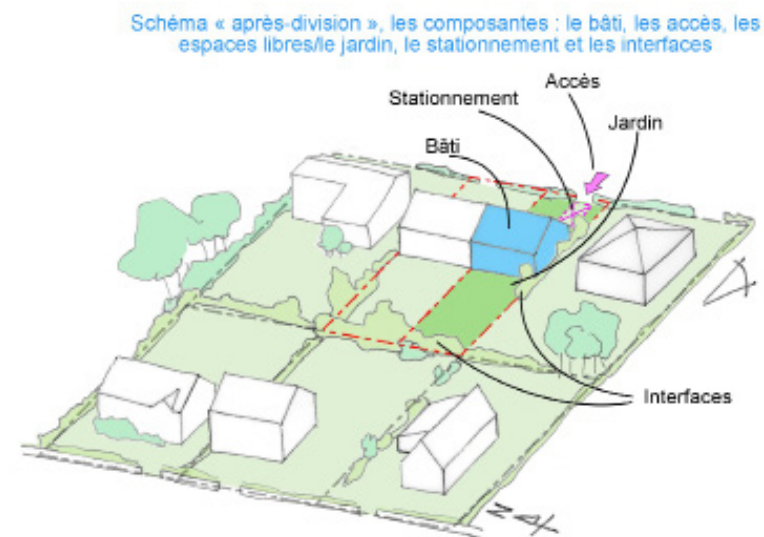 Schéma « après-division », les composantes : le bâti, les accès, les
espaces libres/le jardin, le stationnement et les interfaces
Accès
Stationnement
Jardin
Bâti
Interfaces
N